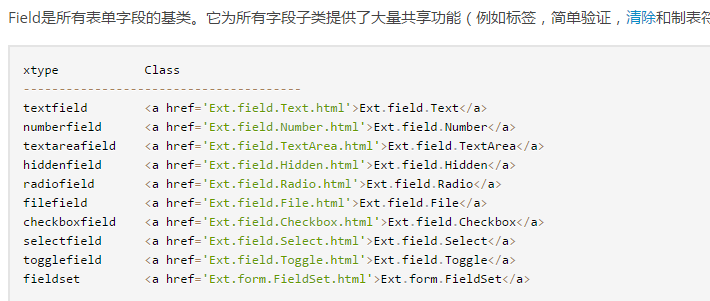 Field是所有表单字段的基类。它为所有字段子类提供了大量共享功能（例如标签，简单验证，清除和制表符
xtype            Class
---------------------------------------
textfield        <a href='Ext.field.Text.html'>Ext.field.Text</a>
numberfield      <a href='Ext.field.Number.html'>Ext.field.Number</a>
textareafield    <a href='Ext.field.TextArea.html'>Ext.field.TextArea</a>
hiddenfield      <a href='Ext.field.Hidden.html'>Ext.field.Hidden</a>
radiofield       <a href='Ext.field.Radio.html'>Ext.field.Radio</a>
filefield        <a href='Ext.field.File.html'>Ext.field.File</a>
checkboxfield    <a href='Ext.field.Checkbox.html'>Ext.field.Checkbox</a>
selectfield      <a href='Ext.field.Select.html'>Ext.field.Select</a>
togglefield      <a href='Ext.field.Toggle.html'>Ext.field.Toggle</a>
fieldset         <a href='Ext.form.FieldSet.html'>Ext.form.FieldSet</a>